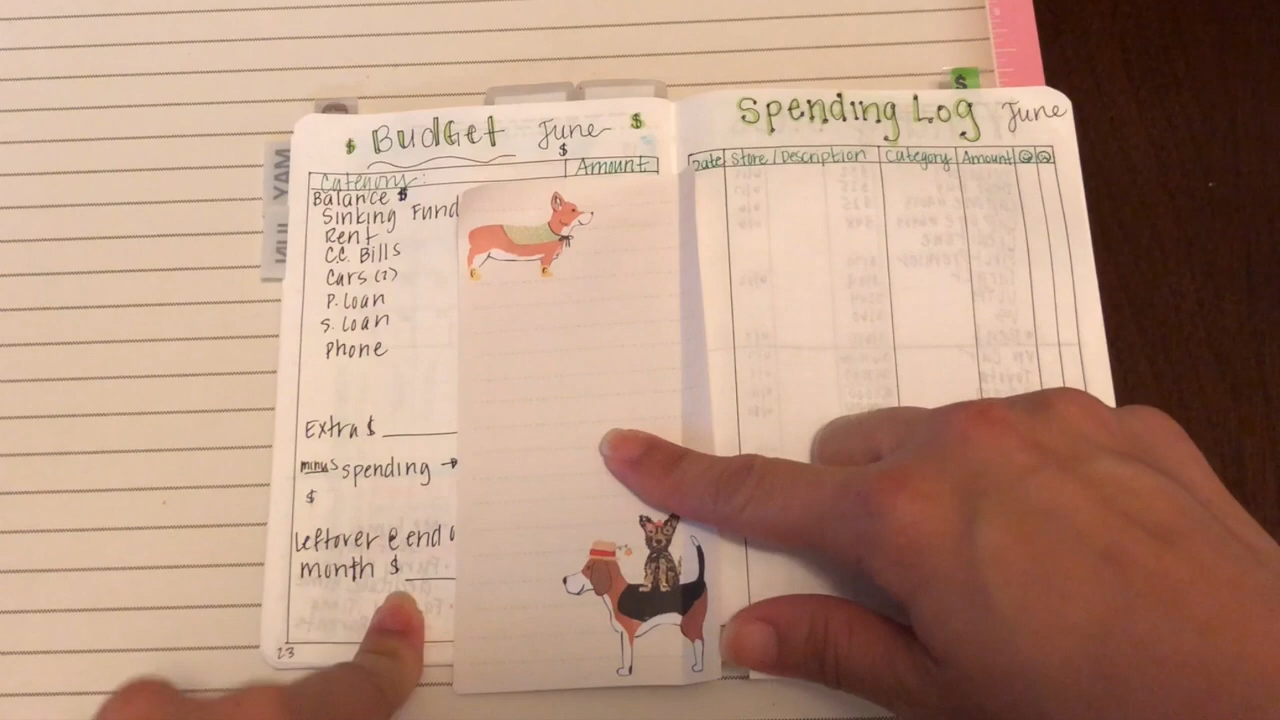 $ Budget June $
Category: $ Amount
Balance $
Sinking Fund
Rent
C.C. Bills
Cars (2)
P. Loan
S. Loan
Phone
Extra $
minus spending →
$
Leftover @ end
month $
23
MAY
JUN
$
Spending Log June
Date Store / Description Category Amount ☺ ☹